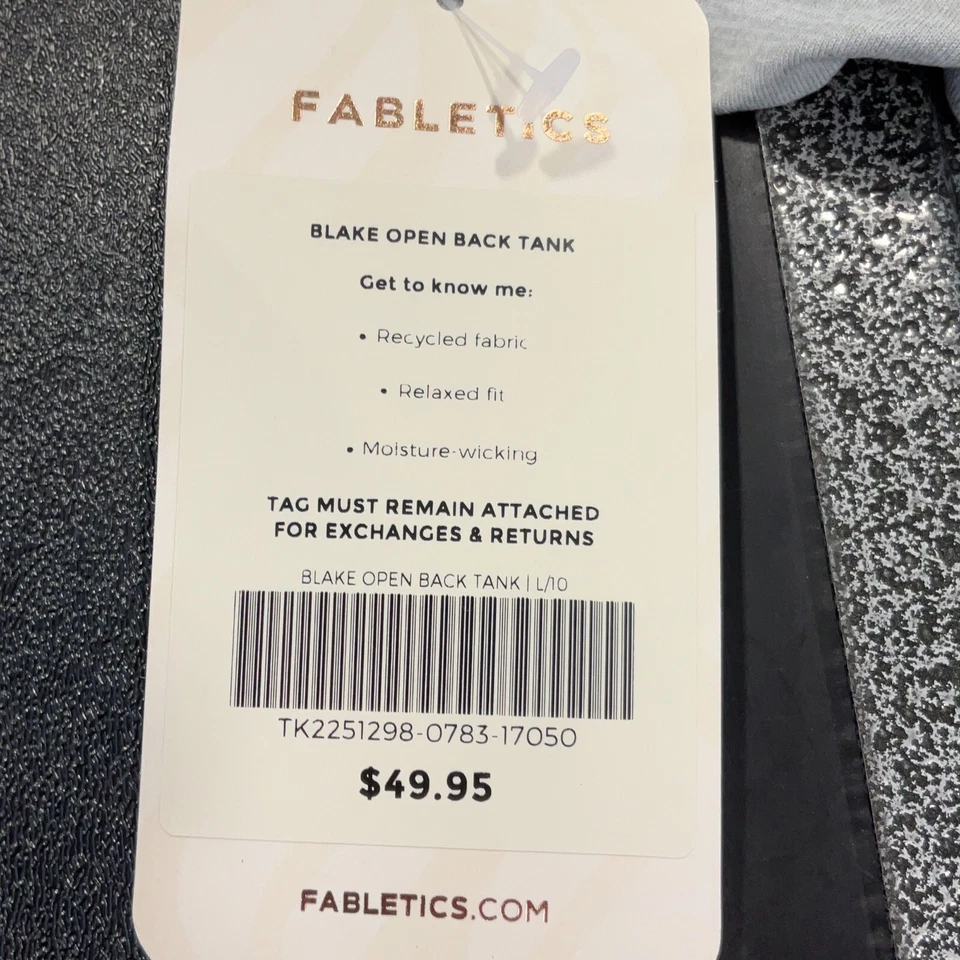 FABLETICS
BLAKE OPEN BACK TANK
Get to know me:
• Recycled fabric
• Relaxed fit
• Moisture-wicking
TAG MUST REMAIN ATTACHED
FOR EXCHANGES & RETURNS
BLAKE OPEN BACK TANK | L/10
TK2251298-0783-17050
$49.95
FABLETICS.COM